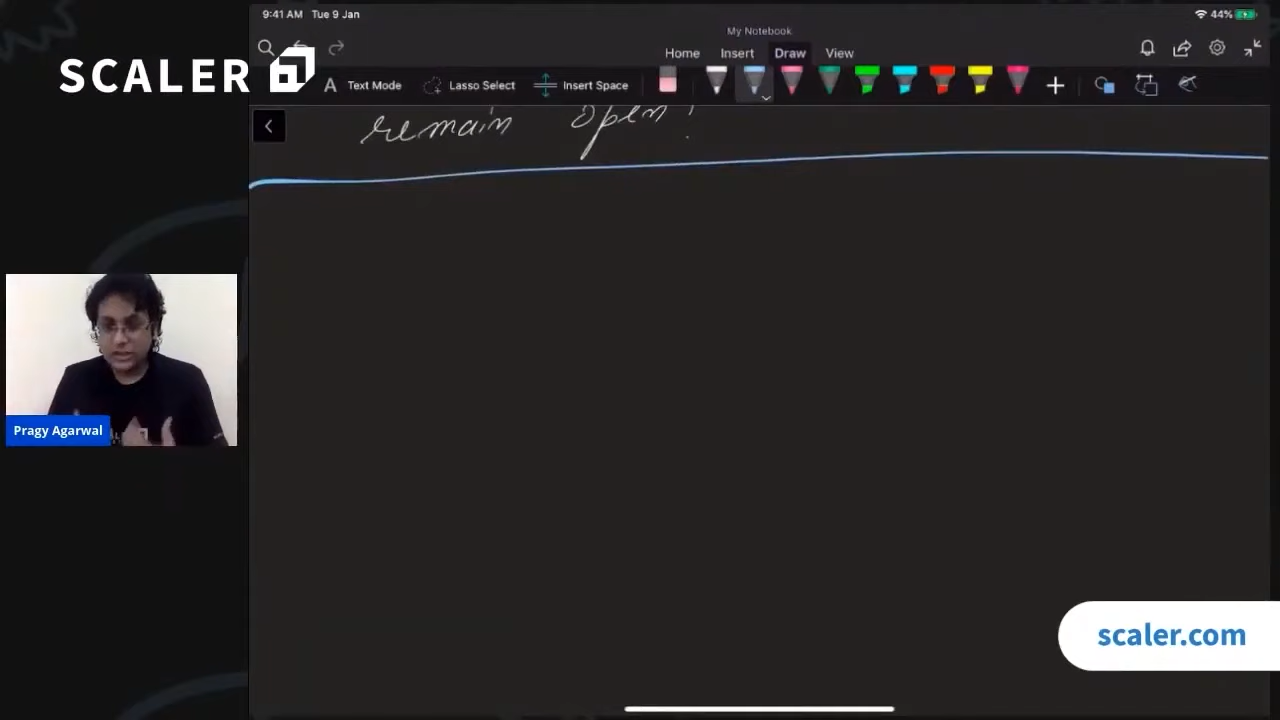 9:41 AM Tue 9 Jan
44%
My Notebook
Home Insert Draw View
SCALER
A Text Mode Lasso Select Insert Space
remain open!
Pragy Agarwal
scaler.com